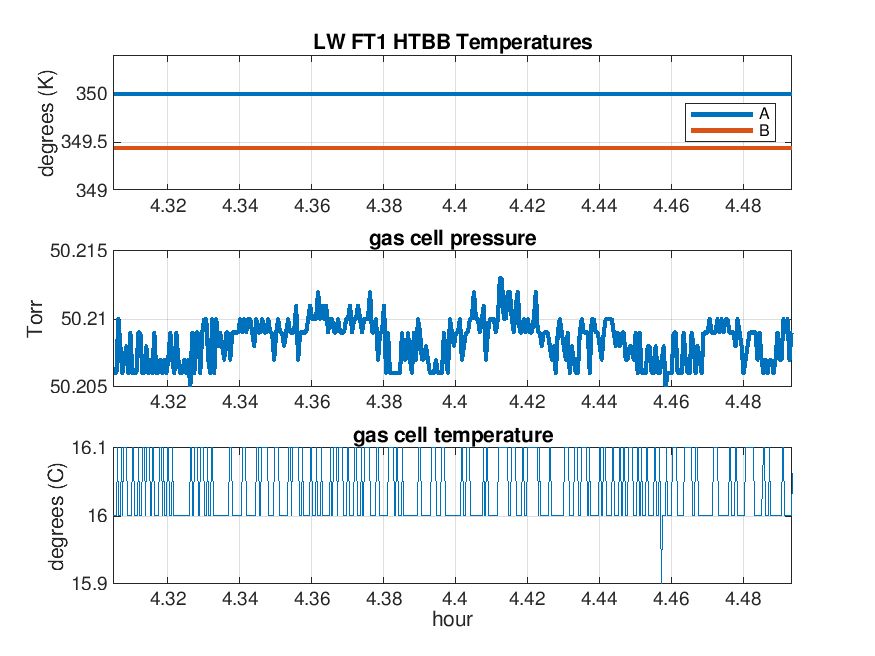 LW FT1 HTBB Temperatures
degrees (K)
350
349.5
349
A
B
4.32 4.34 4.36 4.38 4.4 4.42 4.44 4.46 4.48
gas cell pressure
Torr
50.215
50.21
50.205
4.32 4.34 4.36 4.38 4.4 4.42 4.44 4.46 4.48
gas cell temperature
degrees (C)
16.1
16
15.9
4.32 4.34 4.36 4.38 4.4 4.42 4.44 4.46 4.48
hour